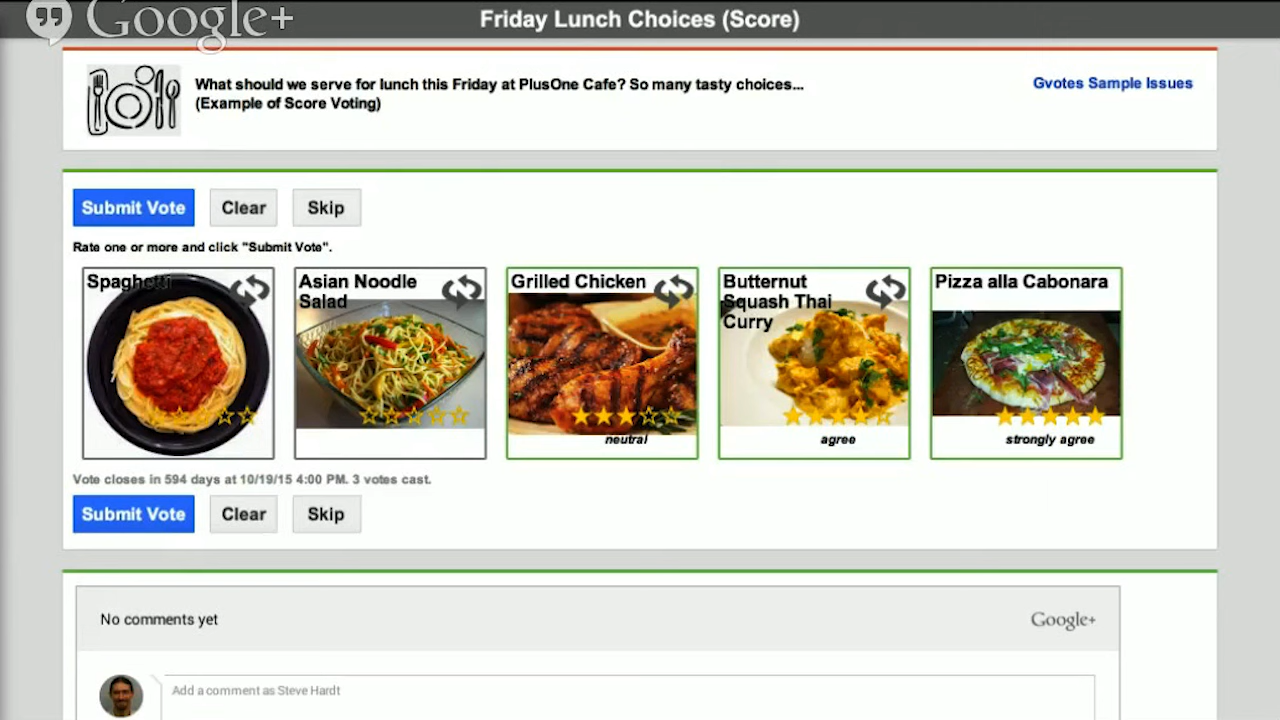 Google+
Friday Lunch Choices (Score)
What should we serve for lunch this Friday at PlusOne Cafe? So many tasty choices...
(Example of Score Voting)
Gvotes Sample Issues
Submit Vote
Clear
Skip
Rate one or more and click "Submit Vote".
Spaghetti
Asian Noodle
Salad
Grilled Chicken
neutral
Butternut
Squash Thai
Curry
agree
Pizza alla Cabonara
strongly agree
Vote closes in 594 days at 10/19/15 4:00 PM. 3 votes cast.
Submit Vote
Clear
Skip
No comments yet
Google+
Add a comment as Steve Hardt